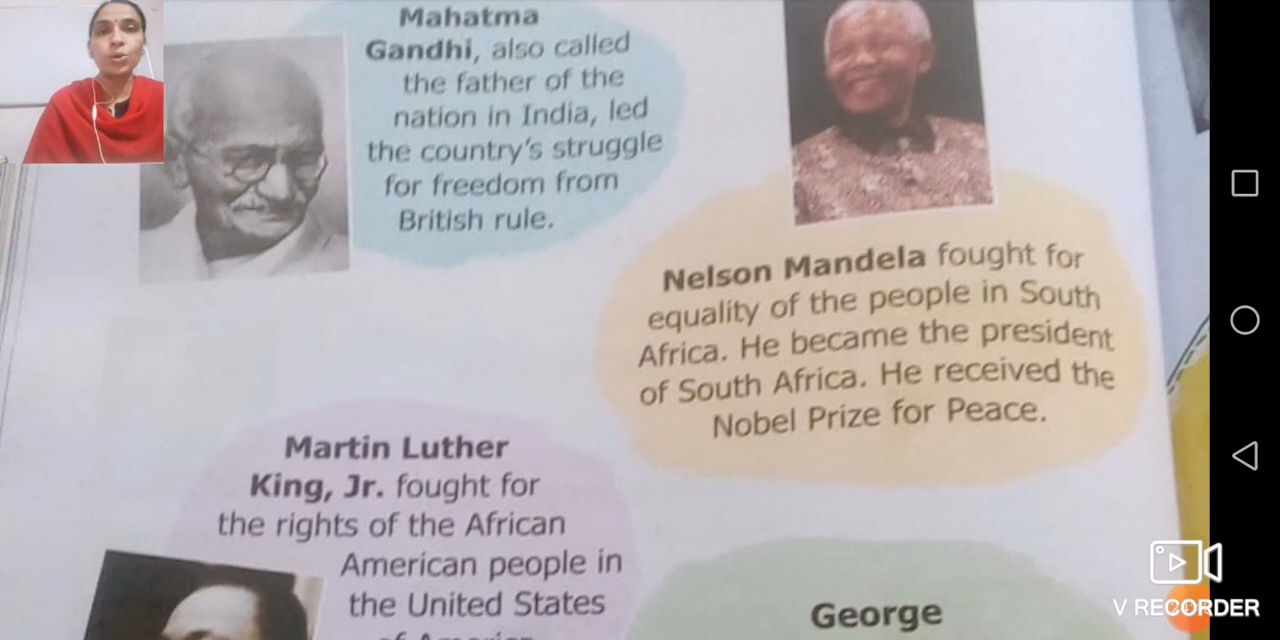 Mahatma
Gandhi, also called
the father of the
nation in India, led
the country's struggle
for freedom from
British rule.
Nelson Mandela fought for
equality of the people in South
Africa. He became the president
of South Africa. He received the
Nobel Prize for Peace.
Martin Luther
King, Jr. fought for
the rights of the African
American people in
the United States
of America
George
V RECORDER